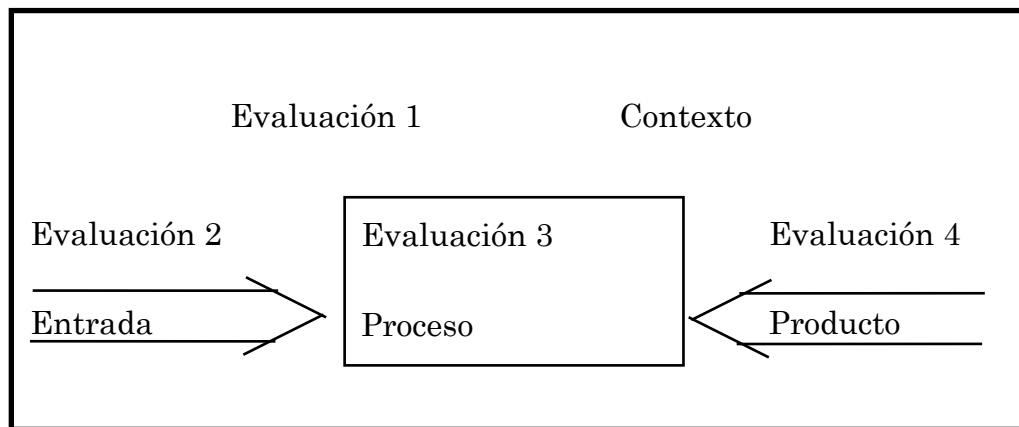 Evaluación 1 Contexto
Evaluación 2 Evaluación 3 Evaluación 4
Entrada Proceso Producto